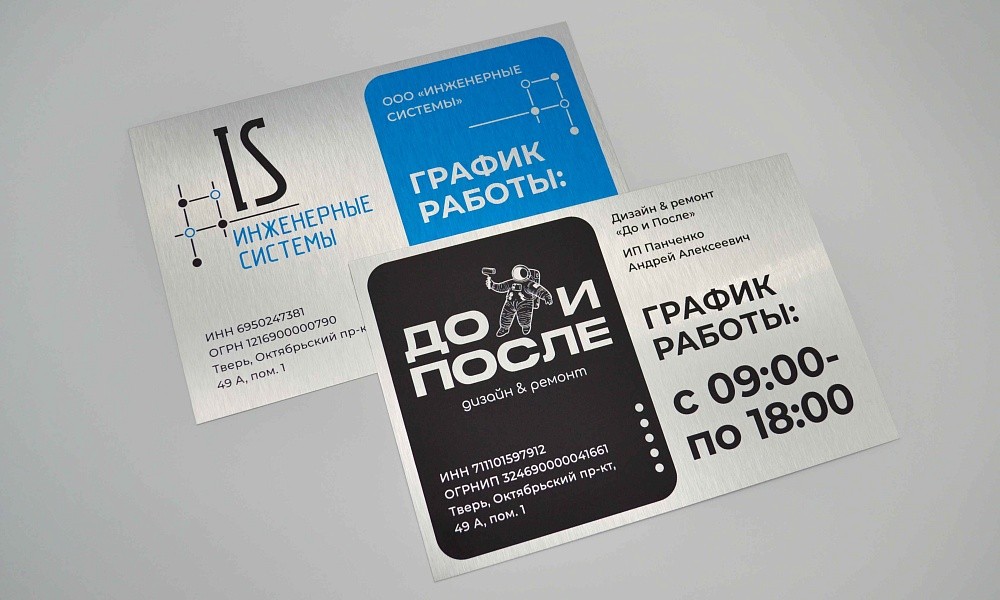 IS
ИНЖЕНЕРНЫЕ
СИСТЕМЫ
ИНН 6950247381
ОГРН 1216900000790
Тверь, Октябрьский пр-к
49 А, пом. 1
ООО «ИНЖЕНЕРНЫЕ
СИСТЕМЫ»
ГРАФИК
РАБОТЫ:
ДО И
ПОСЛЕ
дизайн & ремонт
ИНН 711101597912
ОГРНИП 324690000041661
Тверь, Октябрьский пр-кт,
49 А, пом. 1
Дизайн & ремонт
«До и После»
ИП Панченко
Андрей Алексеевич
ГРАФИК
РАБОТЫ:
с 09:00-
по 18:00